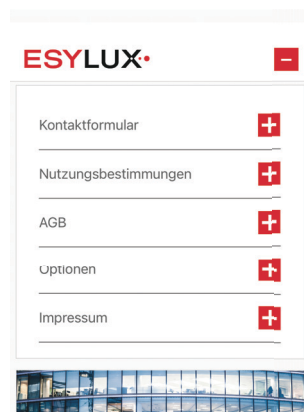 ESYLUX
Kontaktformular
Nutzungsbestimmungen
AGB
Optionen
Impressum